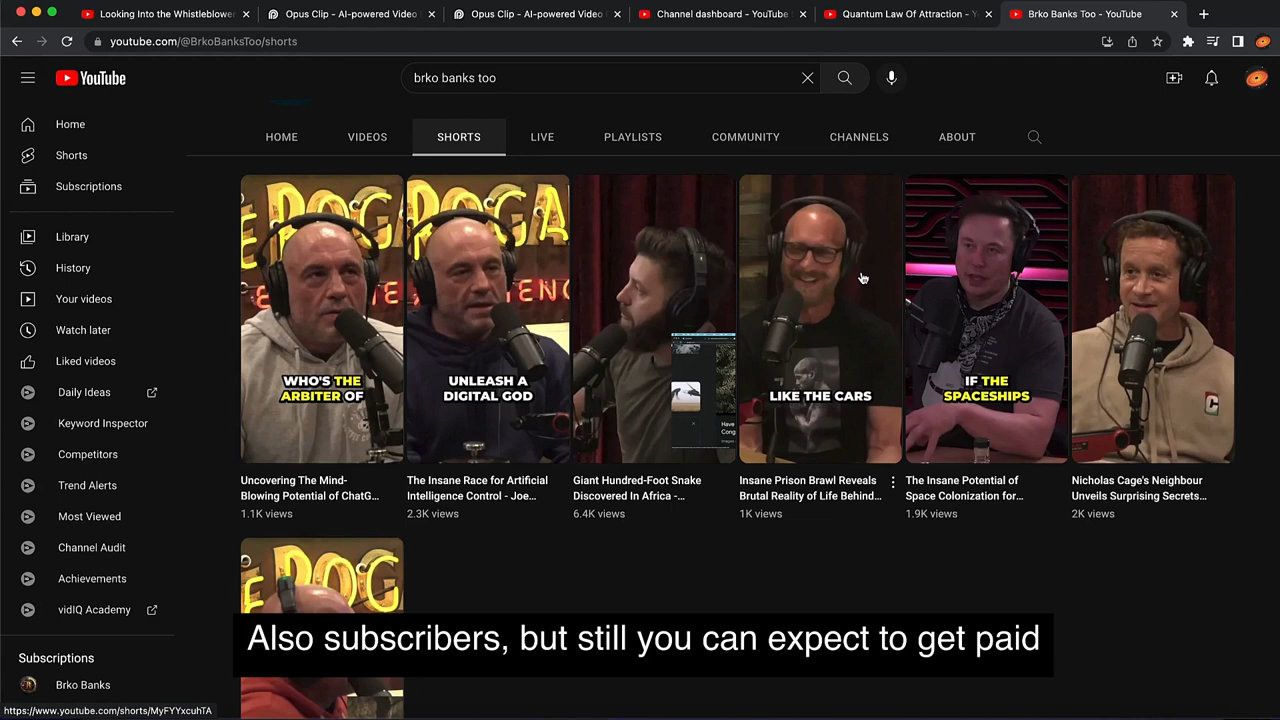 Looking Into the Whistleblower
Opus Clip - AI-powered Video
Opus Clip - AI-powered Video
Channel dashboard - YouTube
Quantum Law Of Attraction - Y
Brko Banks Too - YouTube
youtube.com/@BrkoBanksToo/shorts
YouTube
brko banks too
HOME VIDEOS SHORTS LIVE PLAYLISTS COMMUNITY CHANNELS ABOUT
Home
Shorts
Subscriptions
Library
History
Your videos
Watch later
Liked videos
Daily Ideas
Keyword Inspector
Competitors
Trend Alerts
Most Viewed
Channel Audit
Achievements
vidIQ Academy
Subscriptions
Brko Banks
WHO'S THE
ARBITER OF
Uncovering The Mind-
Blowing Potential of ChatG...
1.1K views
UNLEASH A
DIGITAL GOD
The Insane Race for Artificial
Intelligence Control - Joe...
2.3K views
Have
Giant Hundred-Foot Snake
Discovered In Africa -...
6.4K views
LIKE THE CARS
Insane Prison Brawl Reveals
Brutal Reality of Life Behind...
1K views
IF THE
SPACESHIPS
The Insane Potential of
Space Colonization for...
1.9K views
Nicholas Cage's Neighbour
Unveils Surprising Secrets...
2K views
Also subscribers, but still you can expect to get paid
https://www.youtube.com/shorts/MyFYYxcuhTA